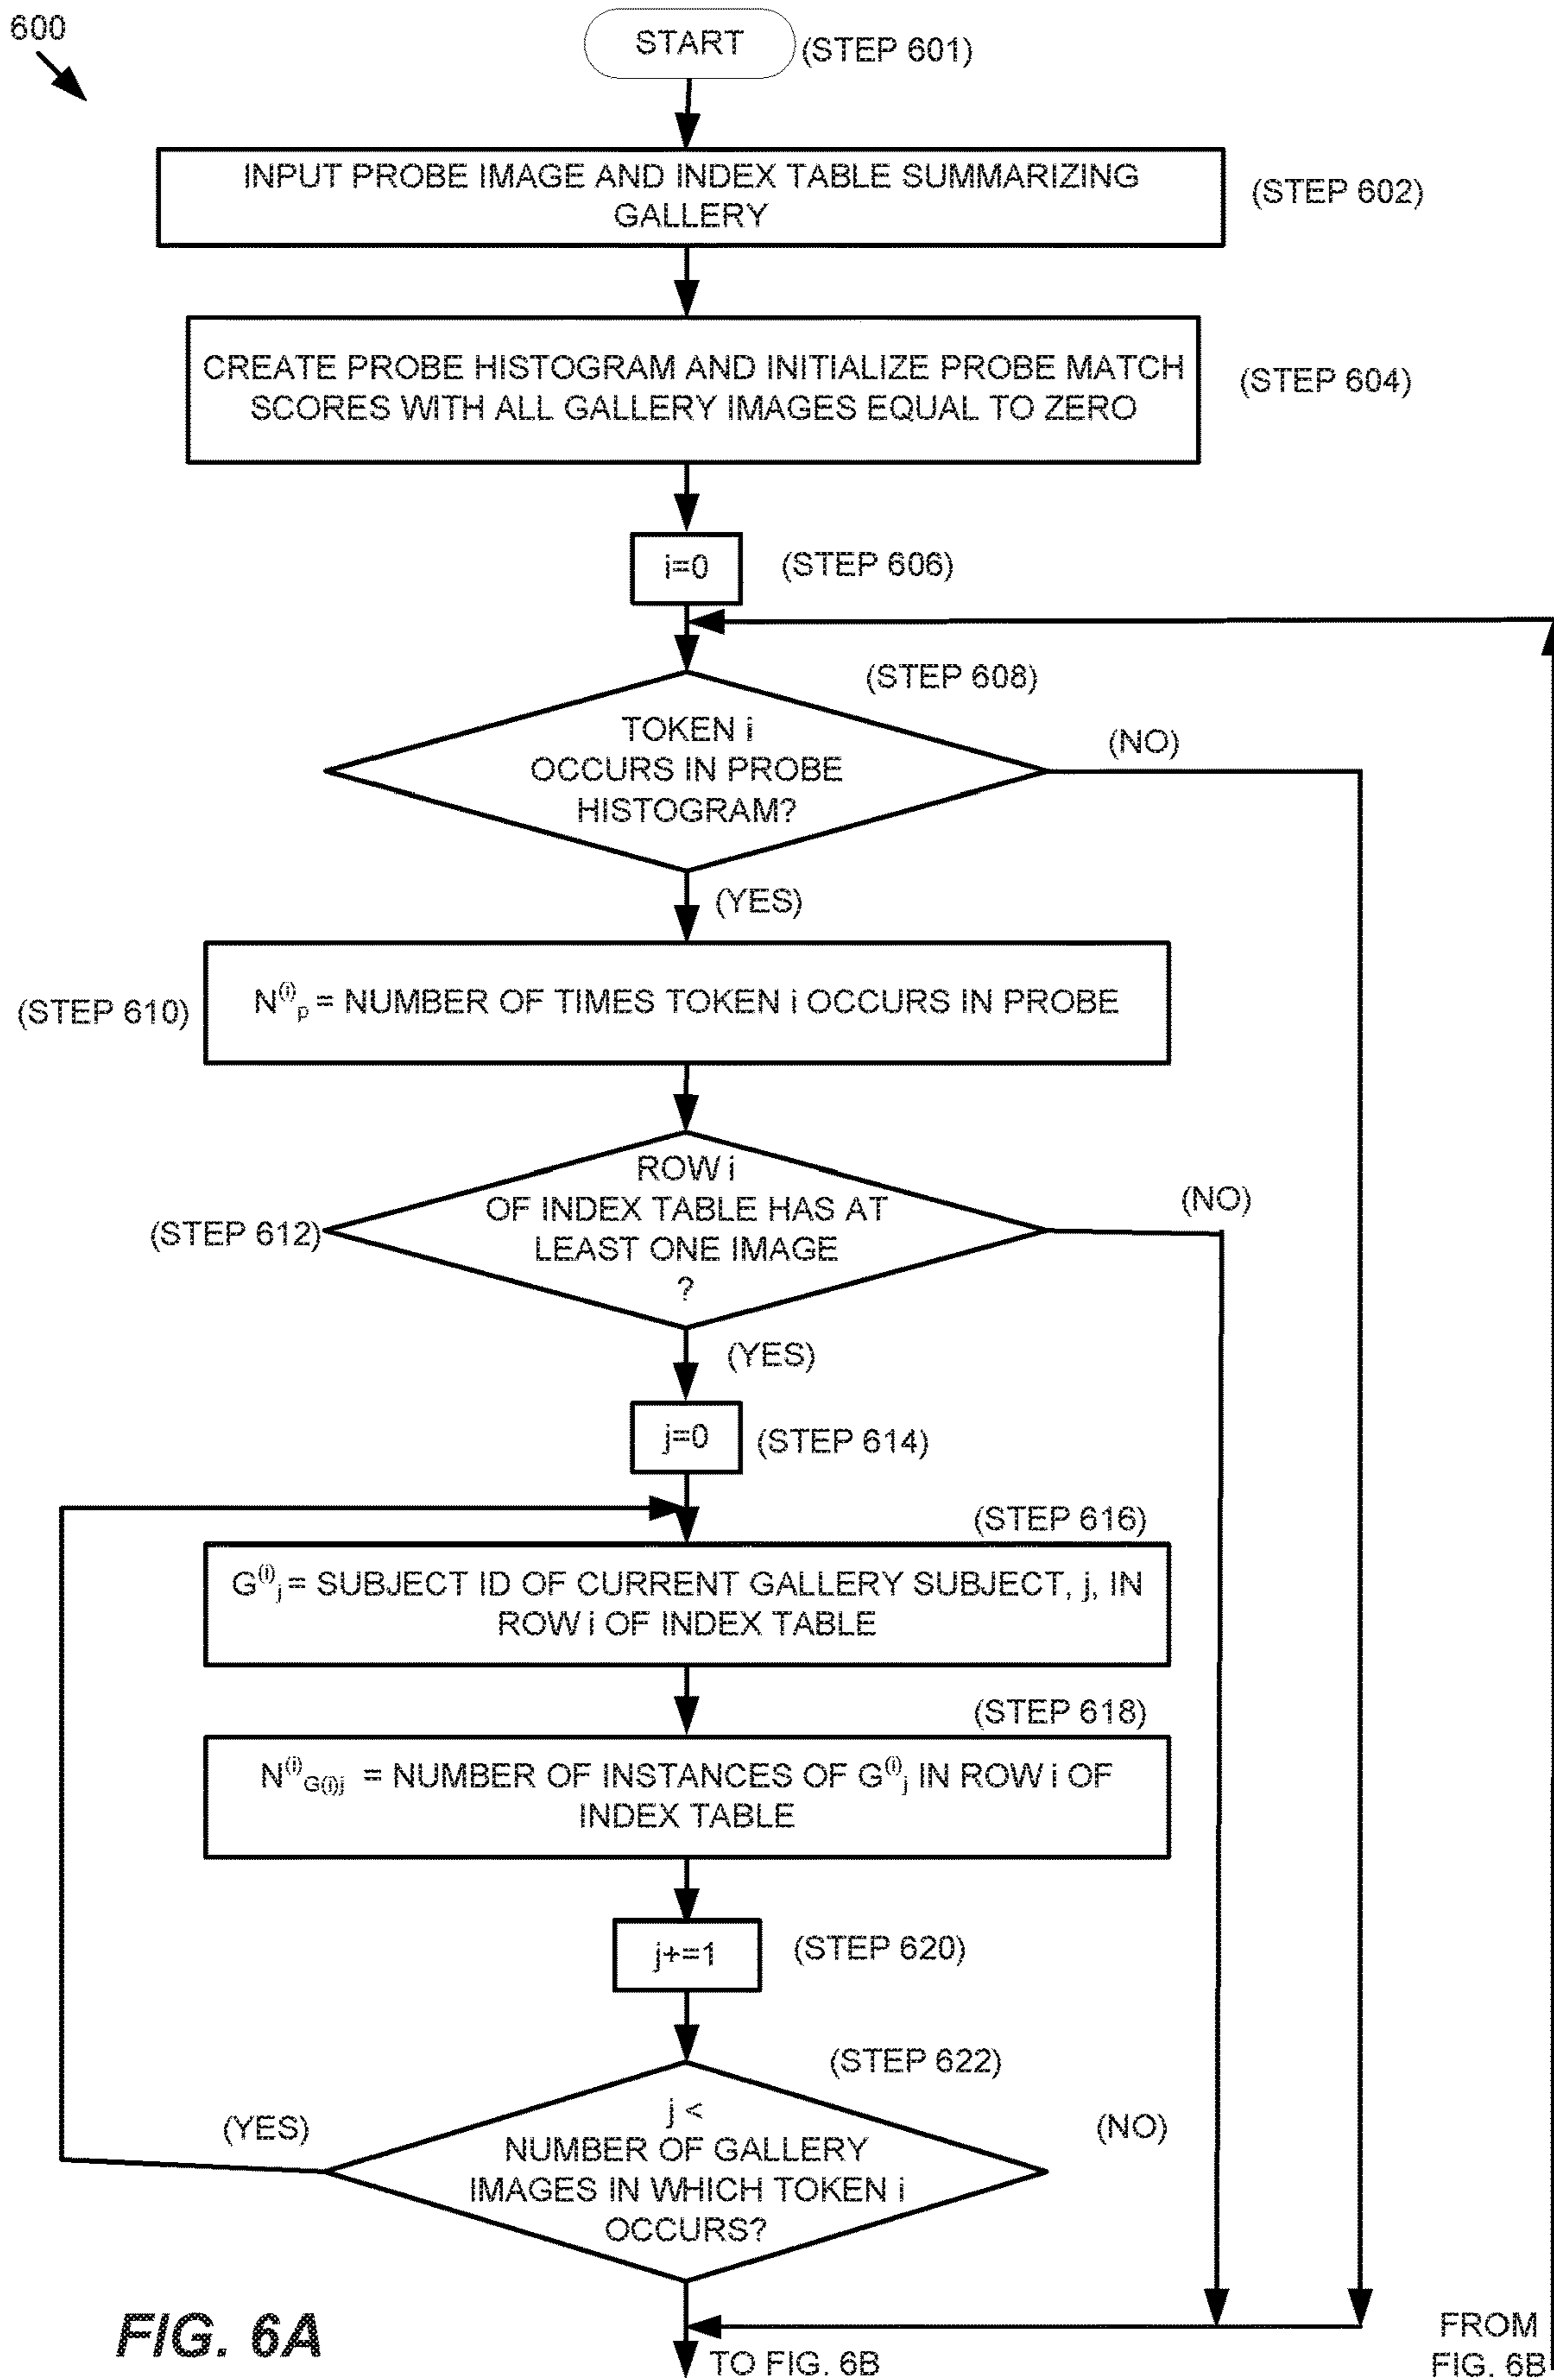 600
START
(STEP 601)
INPUT PROBE IMAGE AND INDEX TABLE SUMMARIZING
GALLERY
(STEP 602)
CREATE PROBE HISTOGRAM AND INITIALIZE PROBE MATCH
SCORES WITH ALL GALLERY IMAGES EQUAL TO ZERO
(STEP 604)
i=0
(STEP 606)
(STEP 608)
TOKEN i
OCCURS IN PROBE
HISTOGRAM?
(NO)
(YES)
(STEP 610)
N⁽ⁱ⁾ₚ = NUMBER OF TIMES TOKEN i OCCURS IN PROBE
ROW i
OF INDEX TABLE HAS AT
LEAST ONE IMAGE
?
(STEP 612)
(NO)
(YES)
j=0
(STEP 614)
(STEP 616)
G⁽ⁱ⁾ⱼ = SUBJECT ID OF CURRENT GALLERY SUBJECT, j, IN
ROW i OF INDEX TABLE
(STEP 618)
N⁽ⁱ⁾G(i)j = NUMBER OF INSTANCES OF G⁽ⁱ⁾ⱼ IN ROW i OF
INDEX TABLE
j+=1
(STEP 620)
(STEP 622)
j <
NUMBER OF GALLERY
IMAGES IN WHICH TOKEN i
OCCURS?
(YES)
(NO)
FIG. 6A
TO FIG. 6B
FROM
FIG. 6B